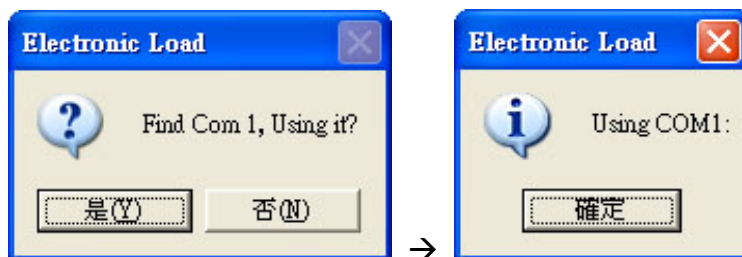 Electronic Load
Find Com 1, Using it?
是(Y) 否(N)
→
Electronic Load
Using COM1:
確定